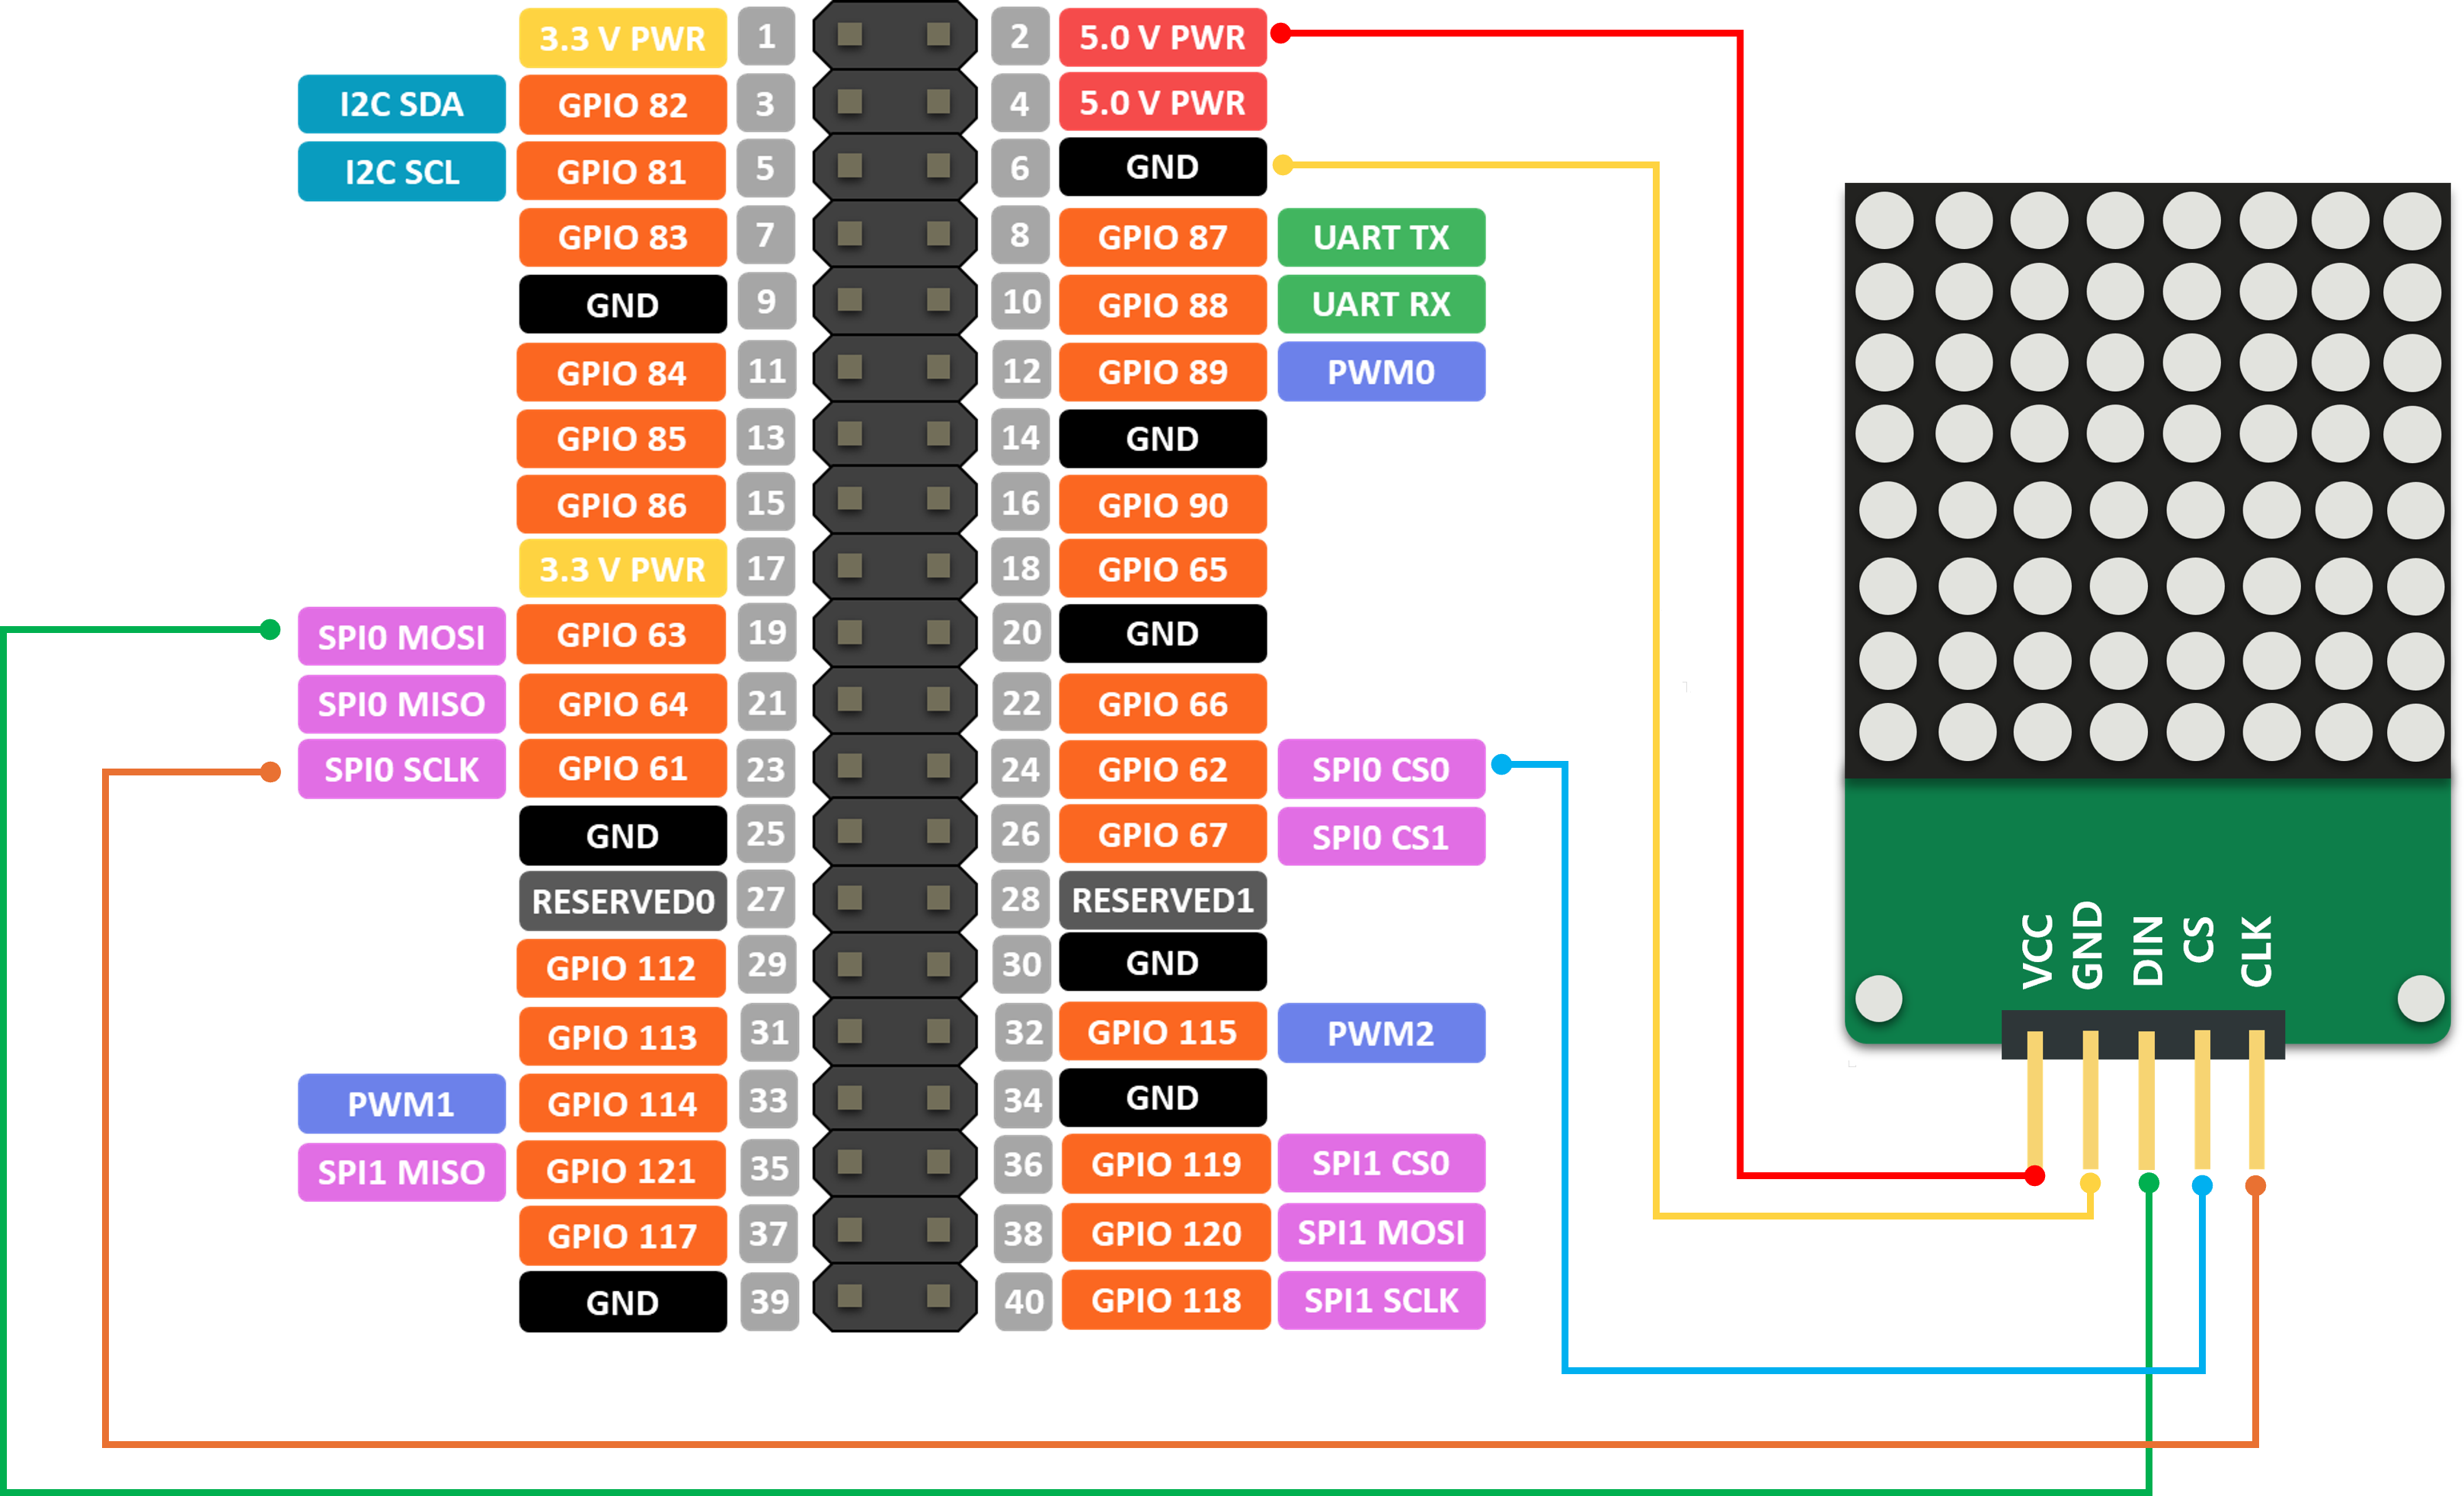 3.3 V PWR 1 2 5.0 V PWR
I2C SDA GPIO 82 3 4 5.0 V PWR
I2C SCL GPIO 81 5 6 GND
GPIO 83 7 8 GPIO 87 UART TX
GND 9 10 GPIO 88 UART RX
GPIO 84 11 12 GPIO 89 PWM0
GPIO 85 13 14 GND
GPIO 86 15 16 GPIO 90
3.3 V PWR 17 18 GPIO 65
SPI0 MOSI GPIO 63 19 20 GND
SPI0 MISO GPIO 64 21 22 GPIO 66
SPI0 SCLK GPIO 61 23 24 GPIO 62 SPI0 CS0
GND 25 26 GPIO 67 SPI0 CS1
RESERVED0 27 28 RESERVED1
GPIO 112 29 30 GND
GPIO 113 31 32 GPIO 115 PWM2
PWM1 GPIO 114 33 34 GND
SPI1 MISO GPIO 121 35 36 GPIO 119 SPI1 CS0
GPIO 117 37 38 GPIO 120 SPI1 MOSI
GND 39 40 GPIO 118 SPI1 SCLK
VCC
GND
DIN
CS
CLK